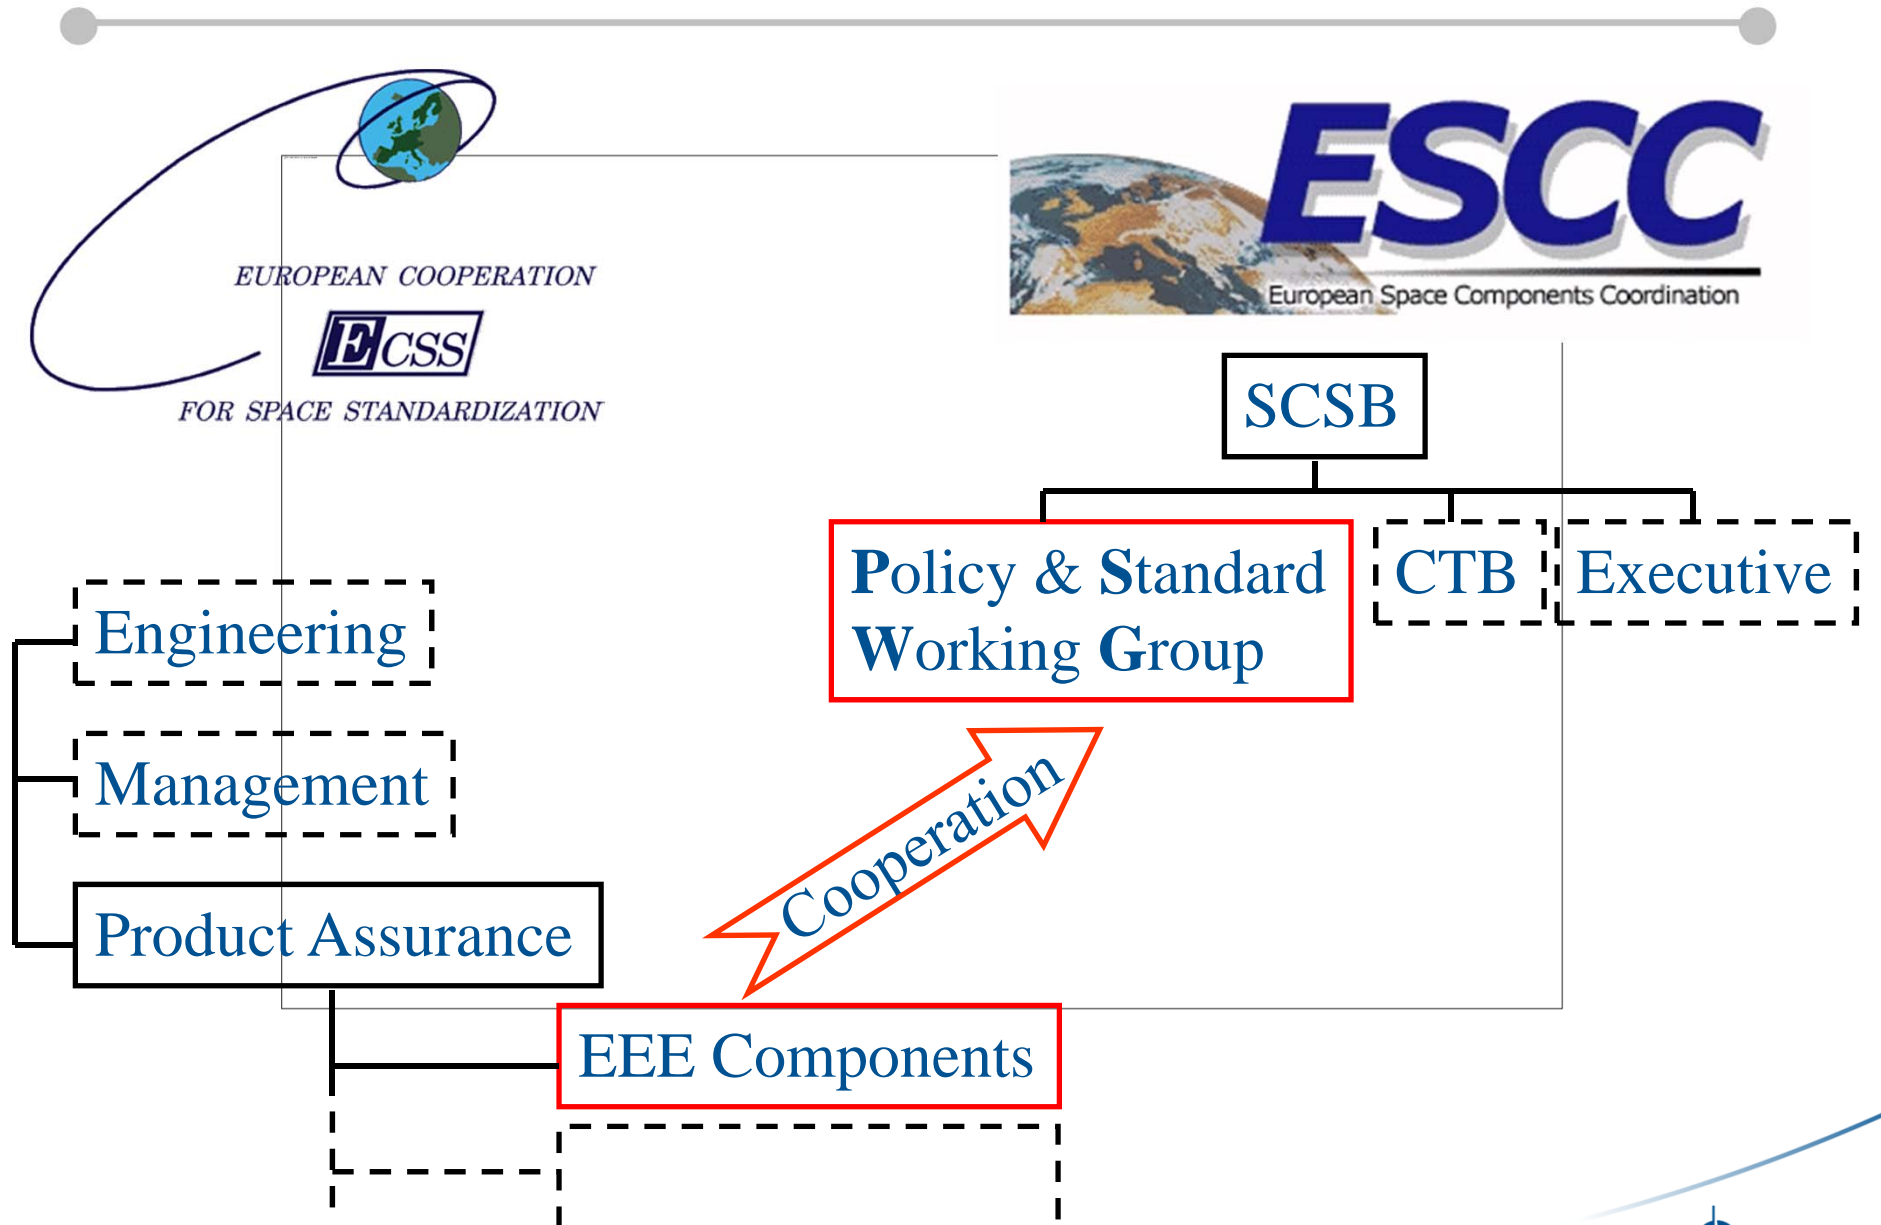 EUROPEAN COOPERATION
ECSS
FOR SPACE STANDARDIZATION
ESCC
European Space Components Coordination
SCSB
Policy & Standard
Working Group
CTB
Executive
Engineering
Management
Product Assurance
Cooperation
EEE Components